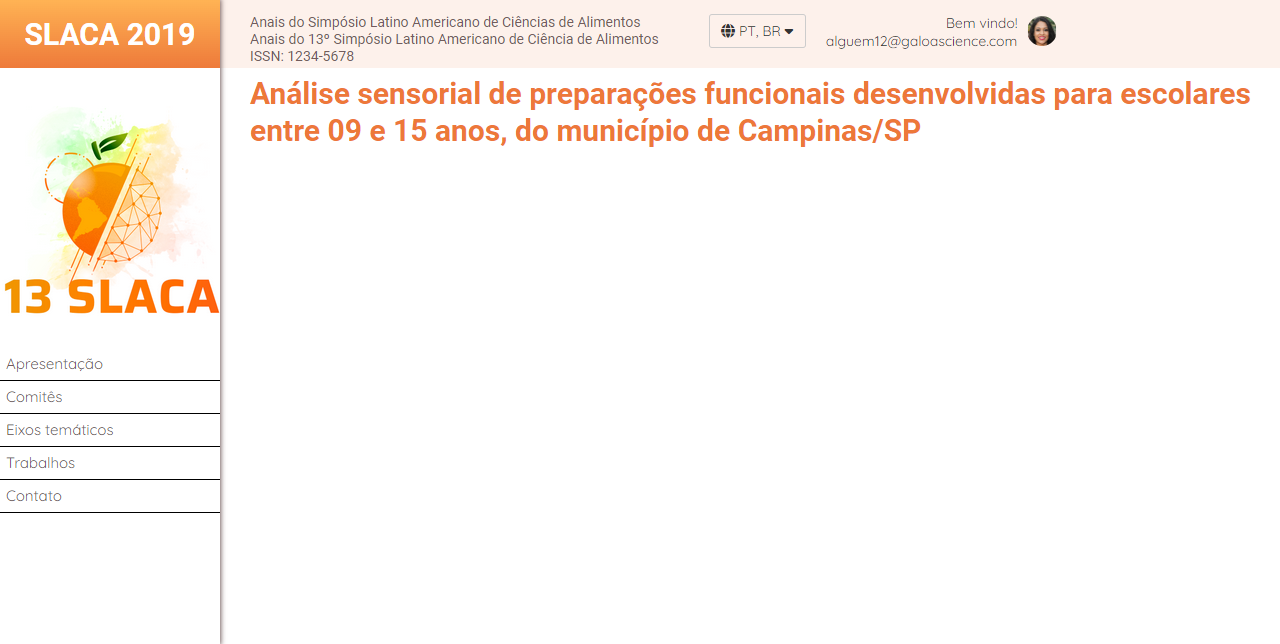 SLACA 2019
Anais do Simpósio Latino Americano de Ciências de Alimentos
Anais do 13º Simpósio Latino Americano de Ciência de Alimentos
ISSN: 1234-5678
PT, BR
Bem vindo!
alguem12@galoascience.com
Análise sensorial de preparações funcionais desenvolvidas para escolares
entre 09 e 15 anos, do município de Campinas/SP
13 SLACA
Apresentação
Comitês
Eixos temáticos
Trabalhos
Contato